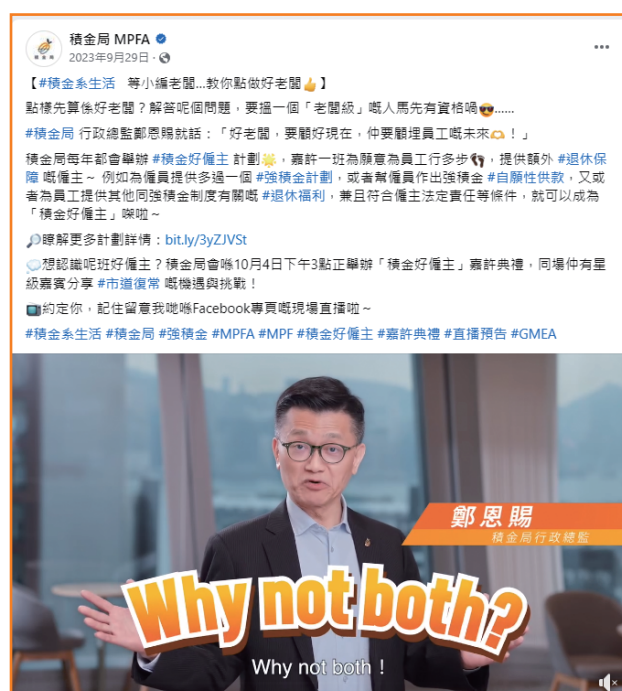 積金局 MPFA
2023年9月29日
【#積金系生活 等小編老闆...教你點做好老闆👍】
點樣先算係好老闆？解答呢個問題，要搵一個「老闆級」嘅人馬先有資格喎😎......
#積金局 行政總監鄭恩賜就話：「好老闆，要顧好現在，仲要顧埋員工嘅未來🫶！」
積金局每年都會舉辦 #積金好僱主 計劃🌟，嘉許一班為願意為員工行多步👣，提供額外 #退休保
障 嘅僱主~ 例如為僱員提供多過一個 #強積金計劃，或者幫僱員作出強積金 #自願性供款，又或
者為員工提供其他同強積金制度有關嘅 #退休福利，兼且符合僱主法定責任等條件，就可以成為
「積金好僱主」㗎啦~
🔎瞭解更多計劃詳情：bit.ly/3yZJVSt
💭想認識呢班好僱主？積金局會喺10月4日下午3點正舉辦「積金好僱主」嘉許典禮，同場仲有星
級嘉賓分享 #市道復常 嘅機遇與挑戰！
📺約定你，記住留意我哋喺Facebook專頁嘅現場直播啦~
#積金系生活 #積金局 #強積金 #MPFA #MPF #積金好僱主 #嘉許典禮 #直播預告 #GMEA
鄭恩賜
積金局行政總監
Why not both?
Why not both！